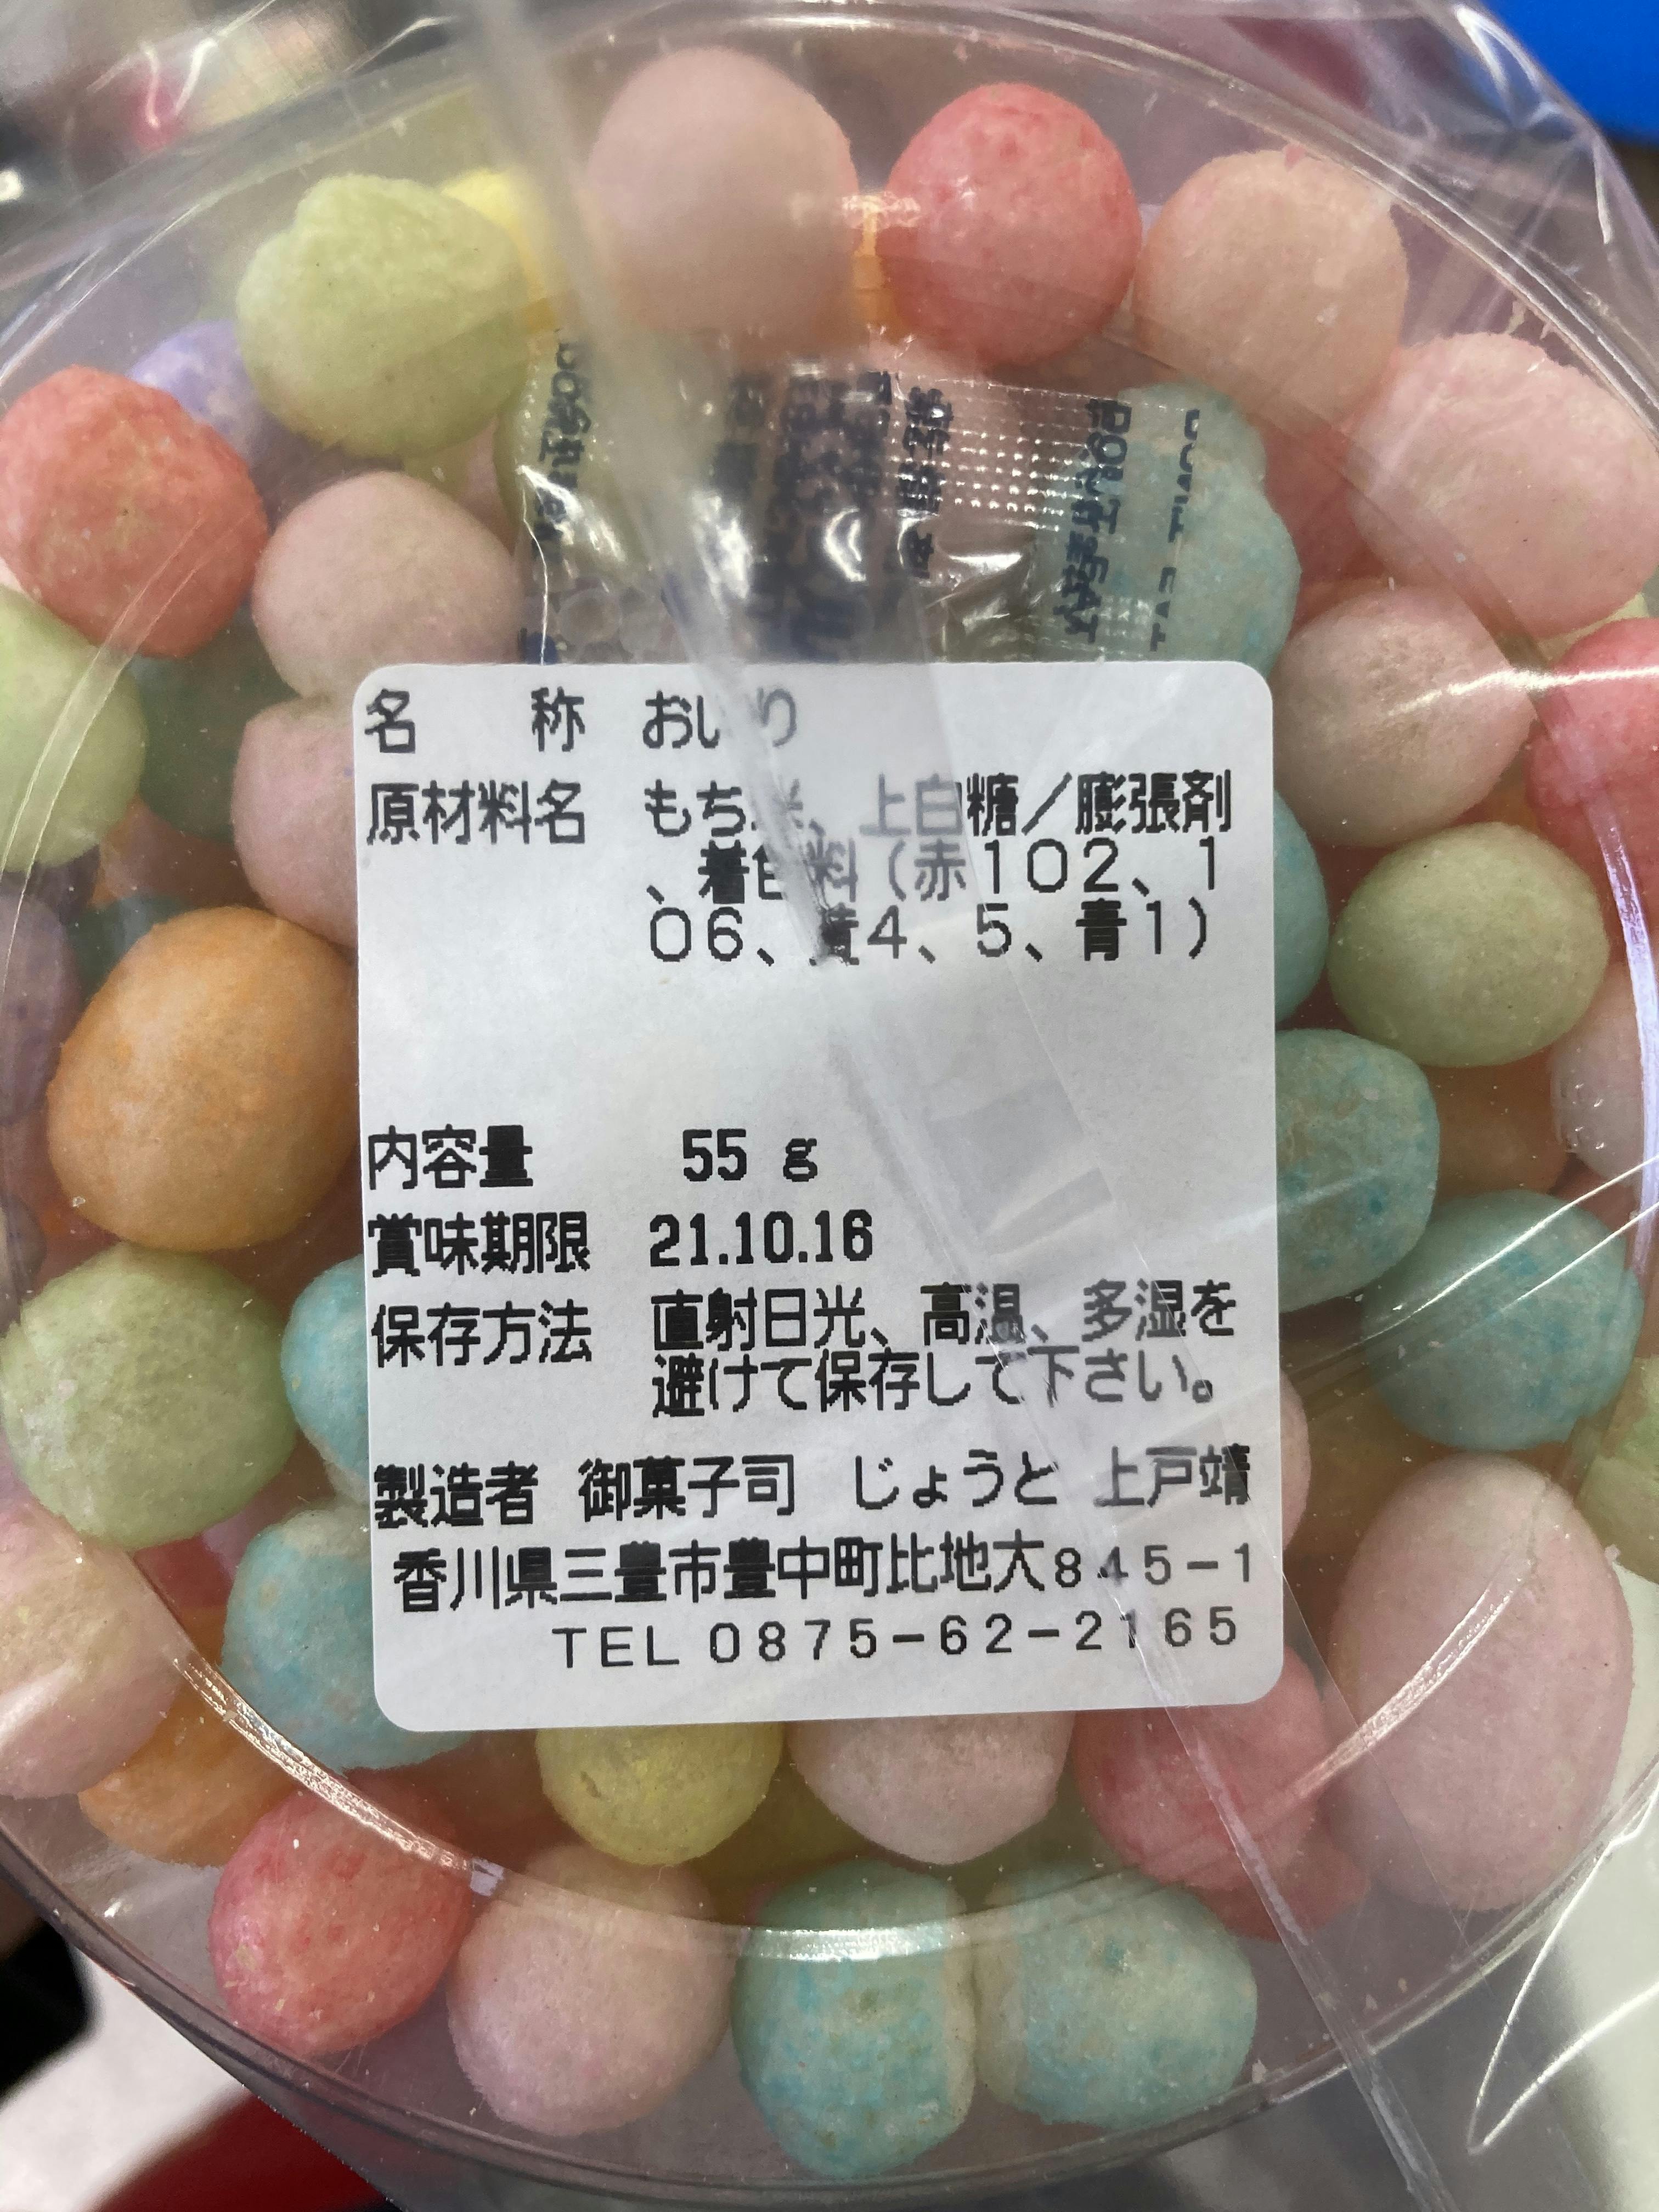 名　　称　おいり
原材料名　もち米、上白糖／膨張剤
、着色料（赤１０２、１
０６、黄４、５、青１）
内容量　55 g
賞味期限　21.10.16
保存方法　直射日光、高温、多湿を
避けて保存して下さい。
製造者　御菓子司　じょうと　上戸靖
香川県三豊市豊中町比地大８４５－１
TEL ０８７５－６２－２１６５